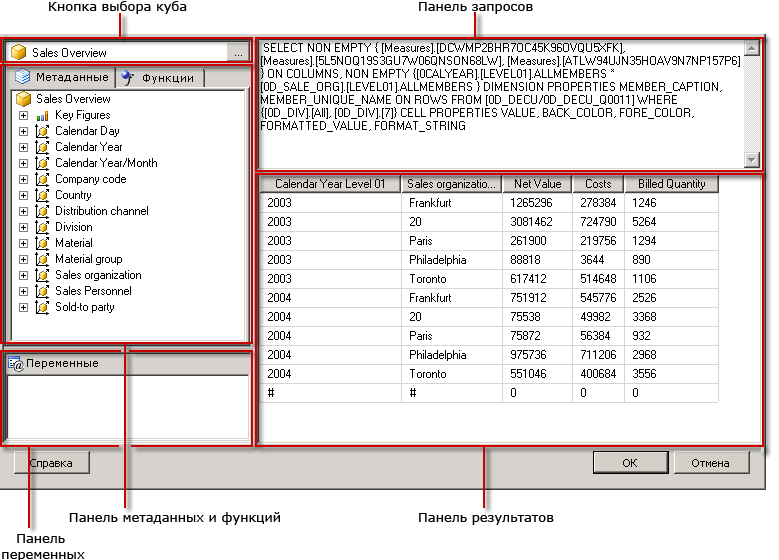 Кнопка выбора куба
Панель запросов
Sales Overview
...
Метаданные
Функции
Sales Overview
Key Figures
Calendar Day
Calendar Year
Calendar Year/Month
Company code
Country
Distribution channel
Division
Material
Material group
Sales organization
Sales Personnel
Sold-to party
Переменные
Справка
SELECT NON EMPTY { [Measures].[DCWMP2BHR7OC45K96OVQU5XFK],
[Measures].[5L5NOQ19S3GU7W06QNSON68LW], [Measures].[ATLW94UJN35HOAV9N7NP157P6]
} ON COLUMNS, NON EMPTY {[0CALYEAR].[LEVEL01].ALLMEMBERS *
[0D_SALE_ORG].[LEVEL01].ALLMEMBERS } DIMENSION PROPERTIES MEMBER_CAPTION,
MEMBER_UNIQUE_NAME ON ROWS FROM [0D_DECU/0D_DECU_Q0011] WHERE
{[0D_DIV].[All], [0D_DIV].[7]} CELL PROPERTIES VALUE, BACK_COLOR, FORE_COLOR,
FORMATTED_VALUE, FORMAT_STRING
Calendar Year Level 01 Sales organizatio... Net Value Costs Billed Quantity
2003 Frankfurt 1265296 278384 1246
2003 20 3081462 724790 5264
2003 Paris 261900 219756 1294
2003 Philadelphia 88818 3644 890
2003 Toronto 617412 514648 1106
2004 Frankfurt 751912 545776 2526
2004 20 75538 49982 3368
2004 Paris 75872 56384 932
2004 Philadelphia 975736 711206 2968
2004 Toronto 551046 400684 3556
# # 0 0 0
OK
Отмена
Панель метаданных и функций
Панель результатов
Панель
переменных